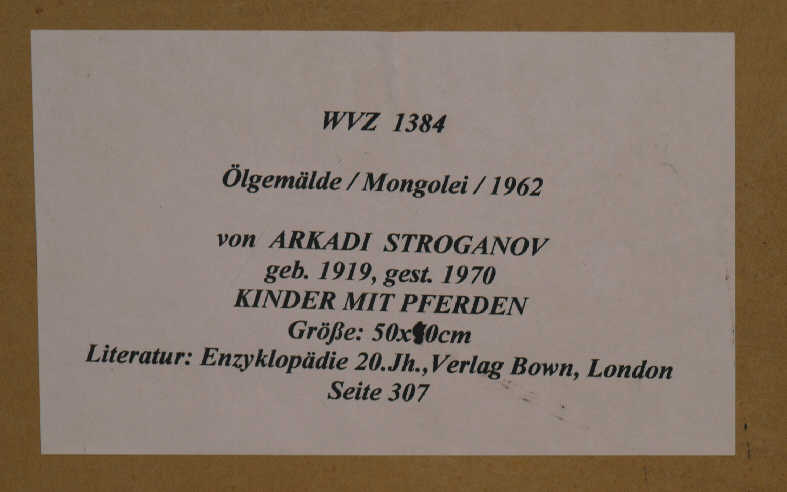 WVZ 1384
Ölgemälde / Mongolei / 1962
von ARKADI STROGANOV
geb. 1919, gest. 1970
KINDER MIT PFERDEN
Größe:
Literatur: Enzyklopädie 20.Jh.,Verlag Bown, London
Seite 307